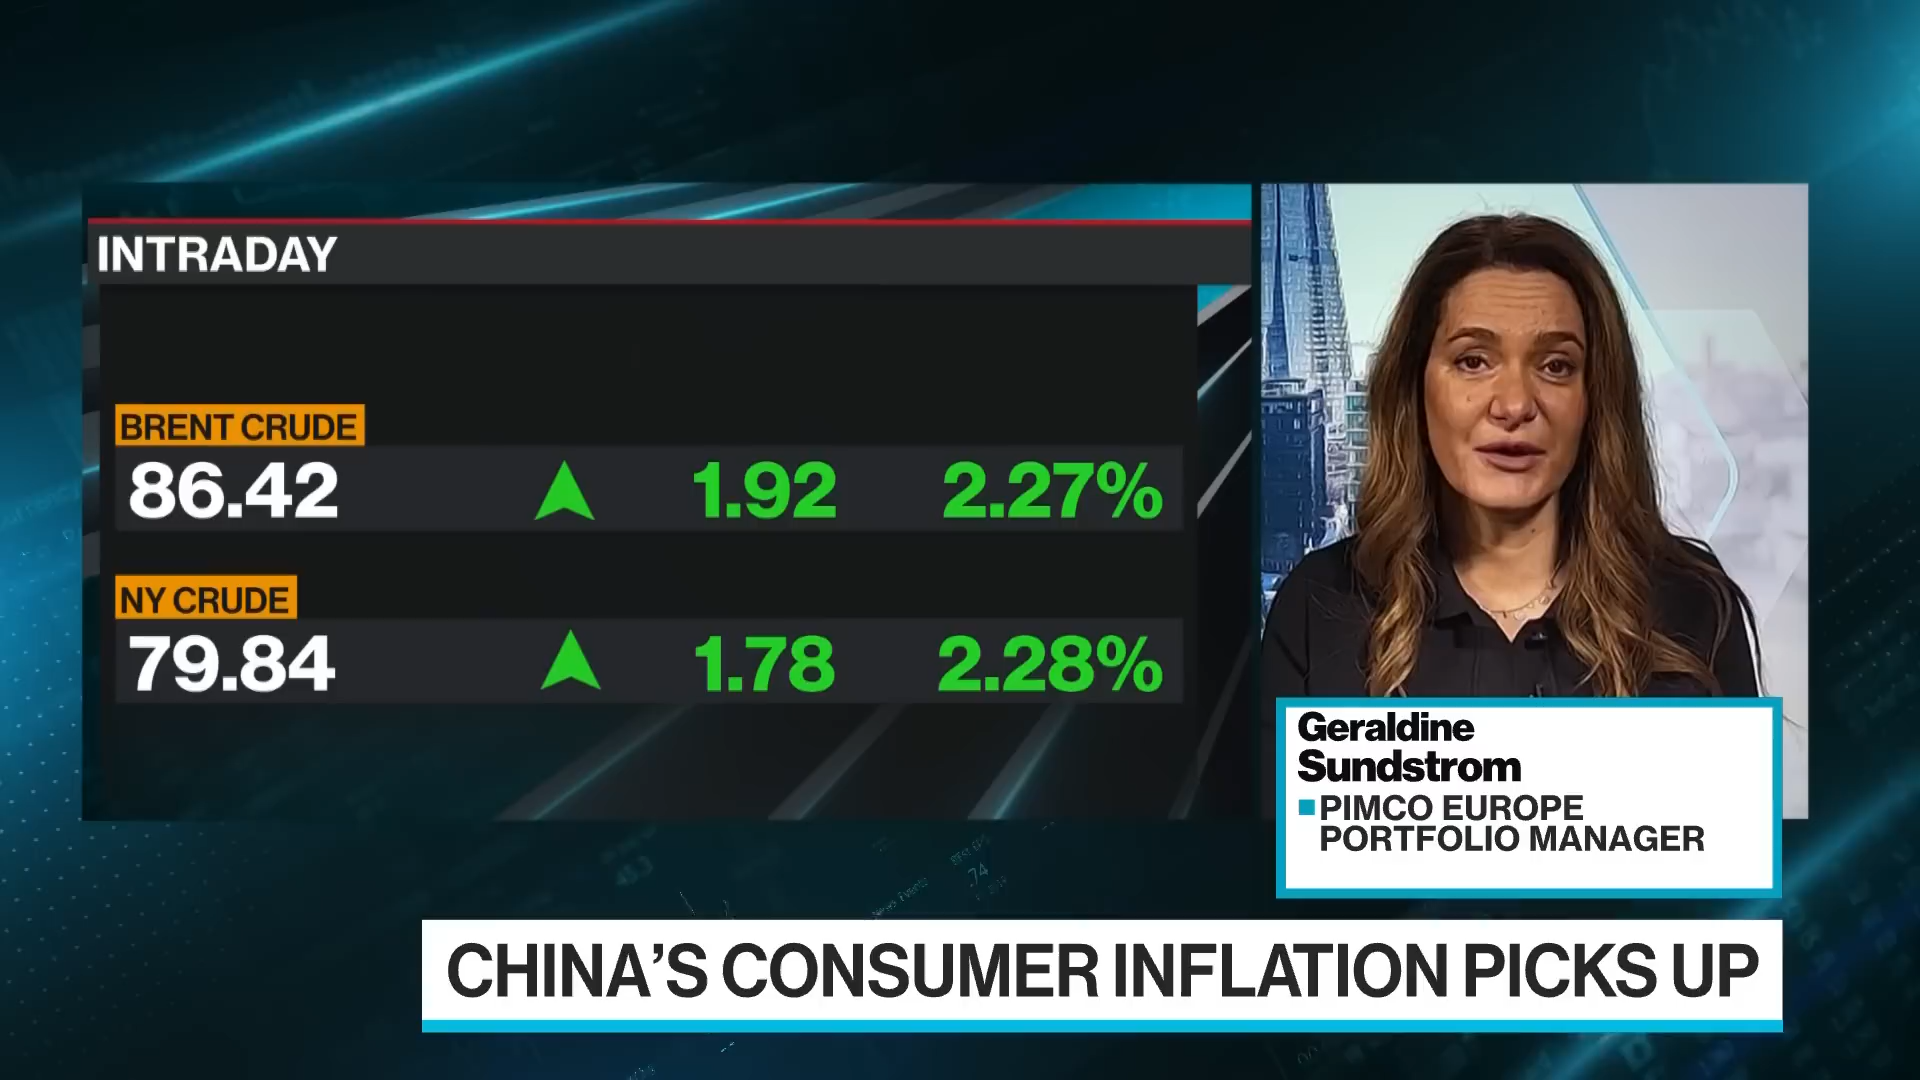 INTRADAY
BRENT CRUDE
86.42 1.92 2.27%
NY CRUDE
79.84 1.78 2.28%
Geraldine
Sundstrom
PIMCO EUROPE
PORTFOLIO MANAGER
CHINA'S CONSUMER INFLATION PICKS UP